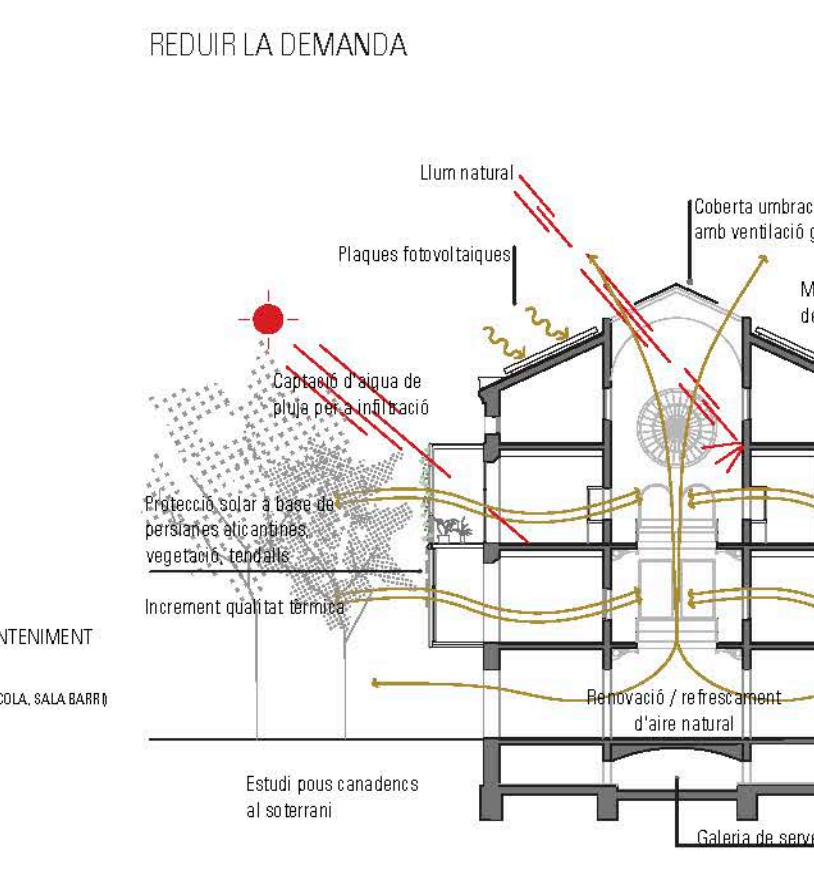 REDUIR LA DEMANDA
Llum natural
Coberta umbrac
amb ventilació g
Plaques fotovoltaiques
M
de
Captació d'aigua de
pluja per a infiltració
Protecció solar a base de
persianes alicantines,
vegetació, tendalls
Increment qualitat tèrmica
NTENIMENT
COLA, SALA BARRI)
Renovació / refrescament
d'aire natural
Estudi pous canadencs
al soterrani
Galeria de serve